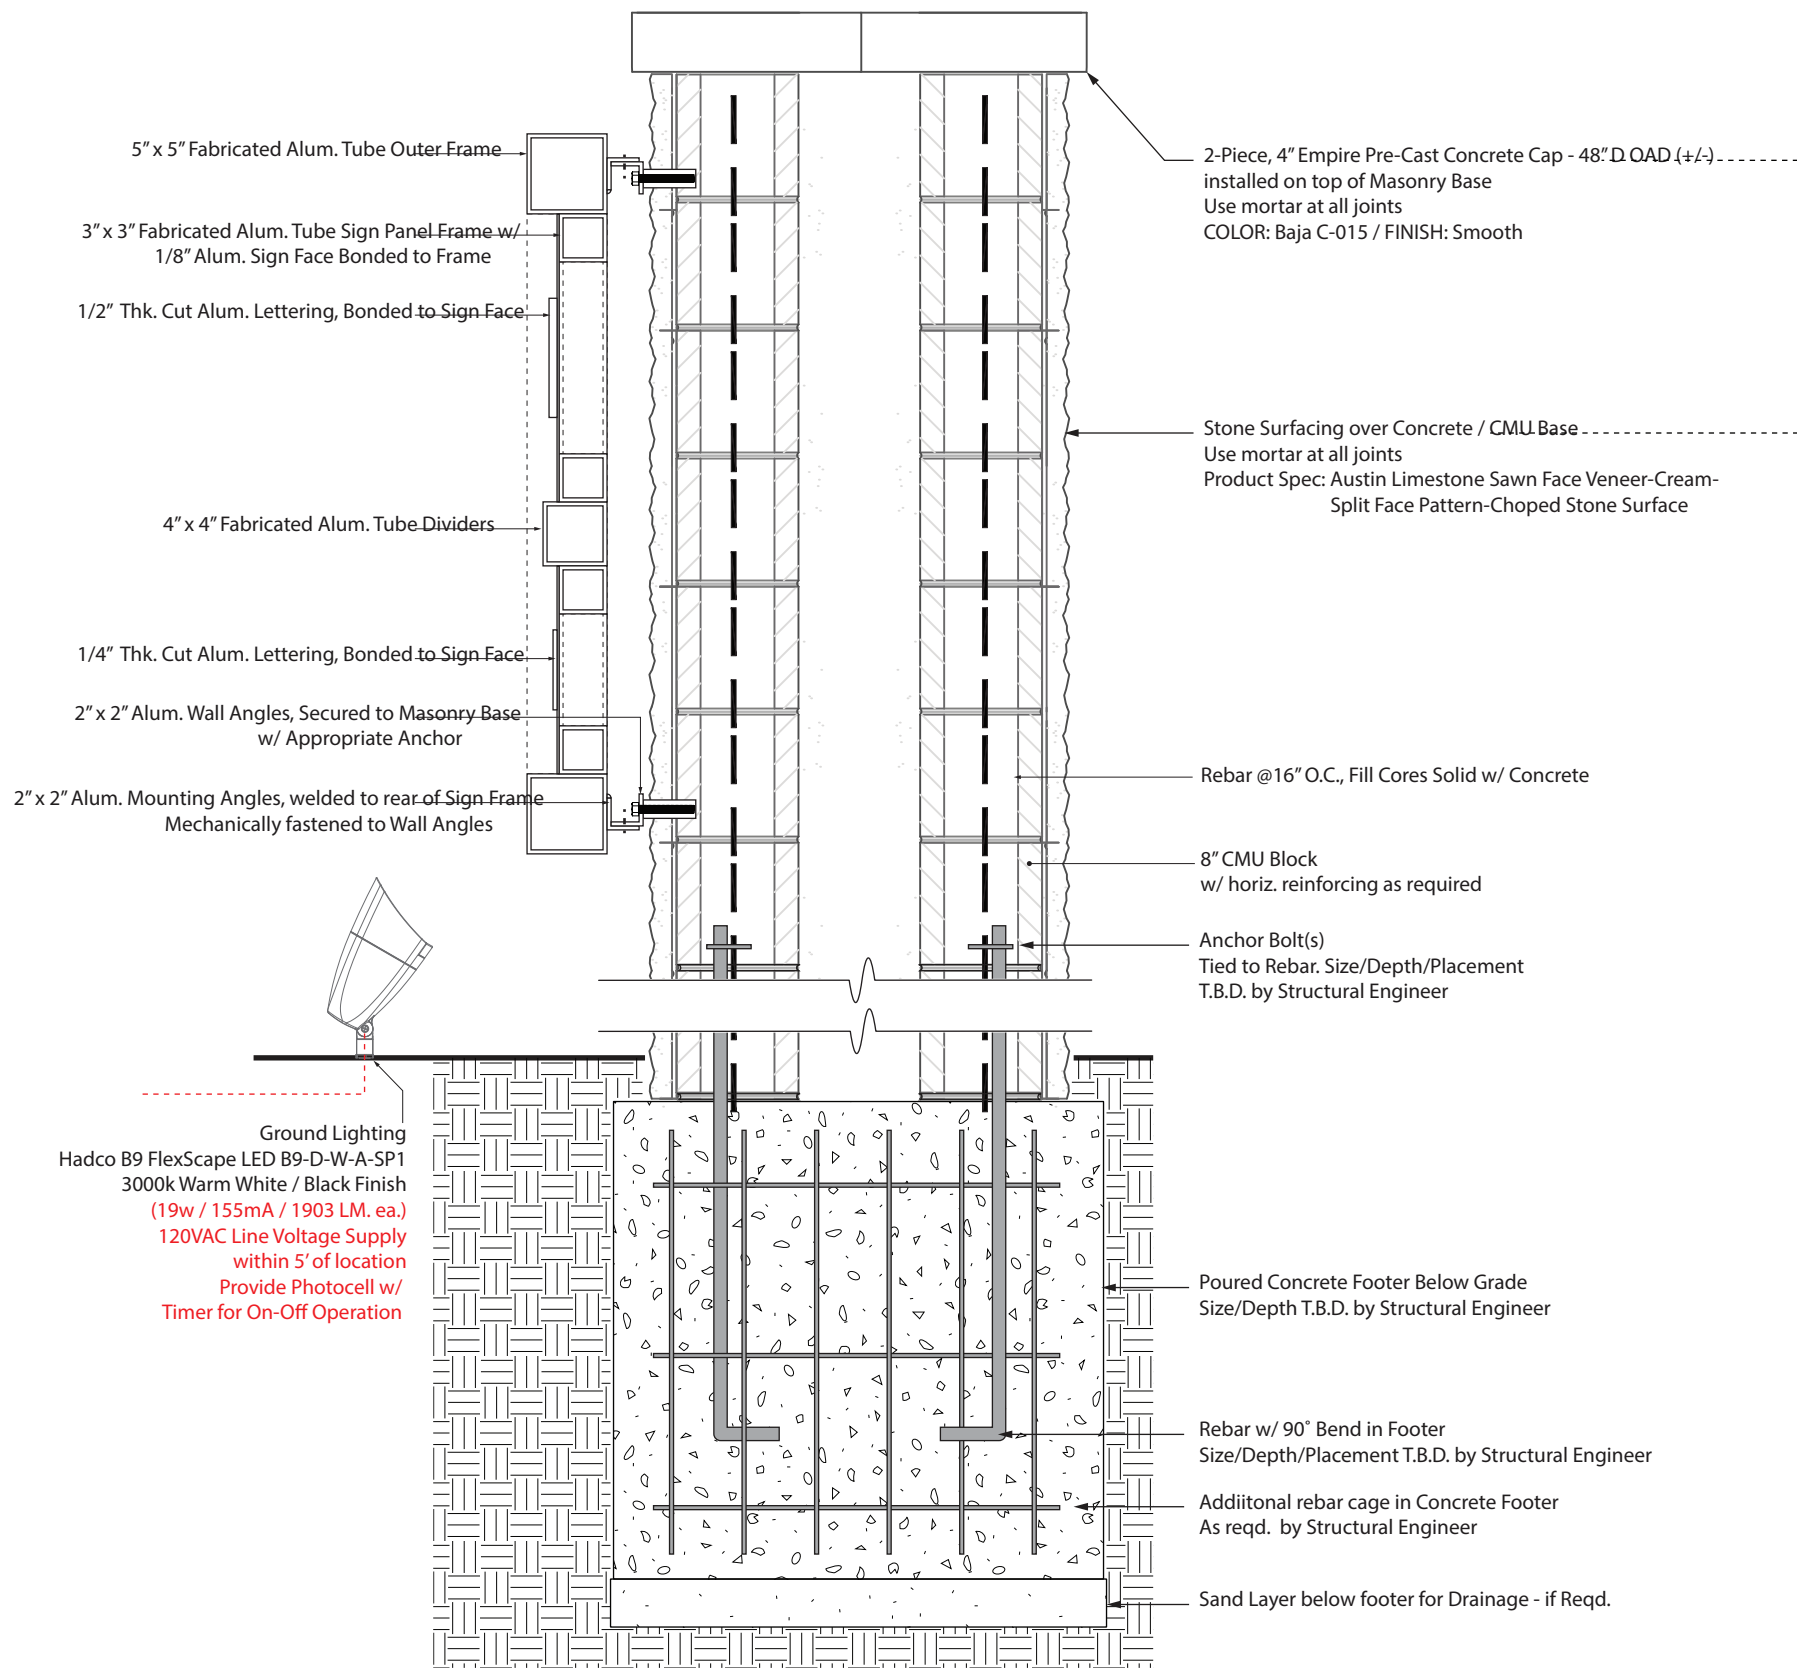 5” x 5” Fabricated Alum. Tube Outer Frame
3” x 3” Fabricated Alum. Tube Sign Panel Frame w/
1/8” Alum. Sign Face Bonded to Frame
1/2” Thk. Cut Alum. Lettering, Bonded to Sign Face
4” x 4” Fabricated Alum. Tube Dividers
1/4” Thk. Cut Alum. Lettering, Bonded to Sign Face
2” x 2” Alum. Wall Angles, Secured to Masonry Base
w/ Appropriate Anchor
2” x 2” Alum. Mounting Angles, welded to rear of Sign Frame
Mechanically fastened to Wall Angles
Ground Lighting
Hadco B9 FlexScape LED B9-D-W-A-SP1
3000k Warm White / Black Finish
(19w / 155mA / 1903 LM. ea.)
120VAC Line Voltage Supply
within 5’ of location
Provide Photocell w/
Timer for On-Off Operation
2-Piece, 4” Empire Pre-Cast Concrete Cap - 48” D OAD (+/-)
installed on top of Masonry Base
Use mortar at all joints
COLOR: Baja C-015 / FINISH: Smooth
Stone Surfacing over Concrete / CMU Base
Use mortar at all joints
Product Spec: Austin Limestone Sawn Face Veneer-Cream-
Split Face Pattern-Choped Stone Surface
Rebar @16” O.C., Fill Cores Solid w/ Concrete
8” CMU Block
w/ horiz. reinforcing as required
Anchor Bolt(s)
Tied to Rebar. Size/Depth/Placement
T.B.D. by Structural Engineer
Poured Concrete Footer Below Grade
Size/Depth T.B.D. by Structural Engineer
Rebar w/ 90˚ Bend in Footer
Size/Depth/Placement T.B.D. by Structural Engineer
Addiitonal rebar cage in Concrete Footer
As reqd. by Structural Engineer
Sand Layer below footer for Drainage - if Reqd.